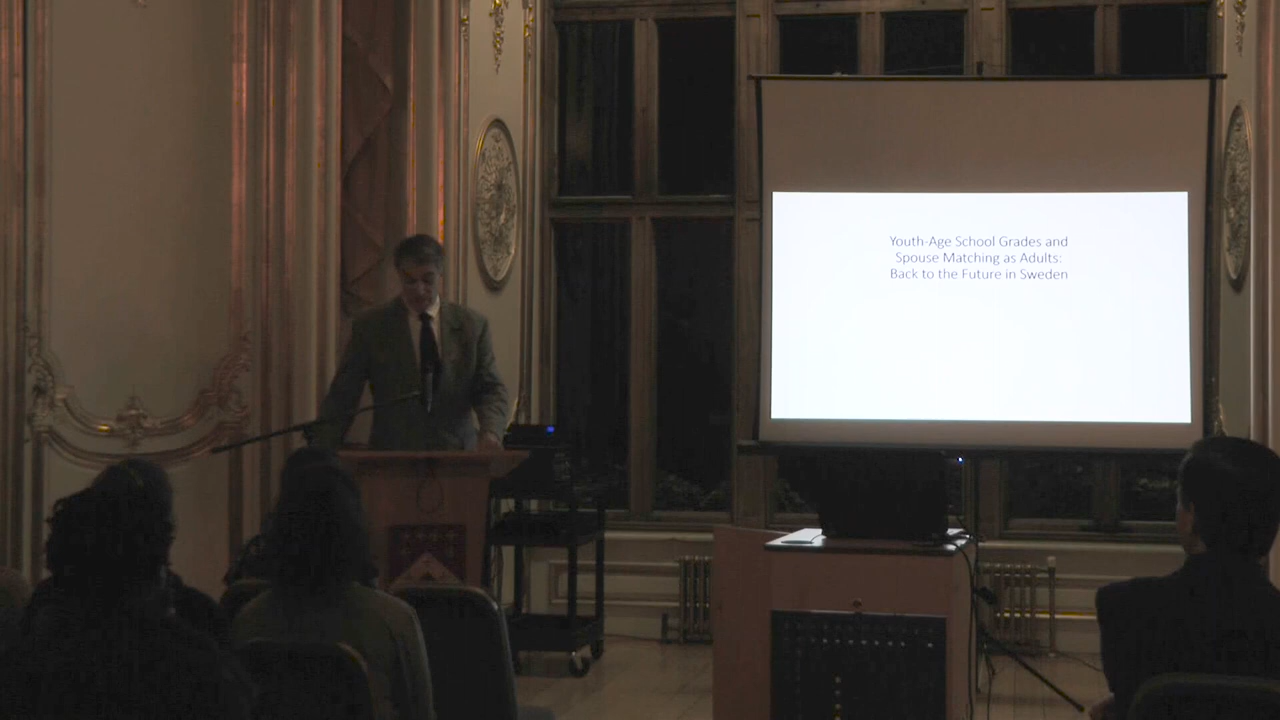 Youth-Age School Grades and
Spouse Matching as Adults:
Back to the Future in Sweden